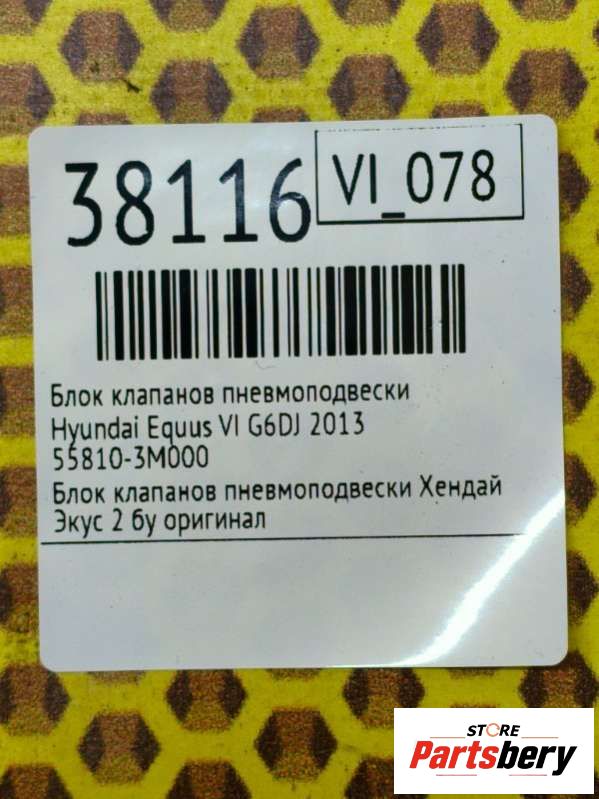 38116
VI_078
Блок клапанов пневмоподвески
Hyundai Equus VI G6DJ 2013
55810-3M000
Блок клапанов пневмоподвески Хендай
Экус 2 бу оригинал
STORE
Partsbery